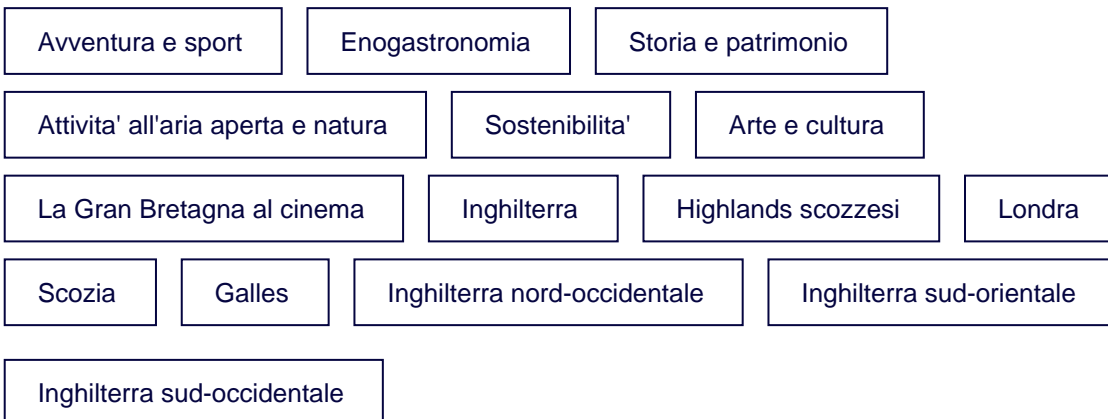 Avventura e sport Enogastronomia Storia e patrimonio
Attivita' all'aria aperta e natura Sostenibilita' Arte e cultura
La Gran Bretagna al cinema Inghilterra Highlands scozzesi Londra
Scozia Galles Inghilterra nord-occidentale Inghilterra sud-orientale
Inghilterra sud-occidentale